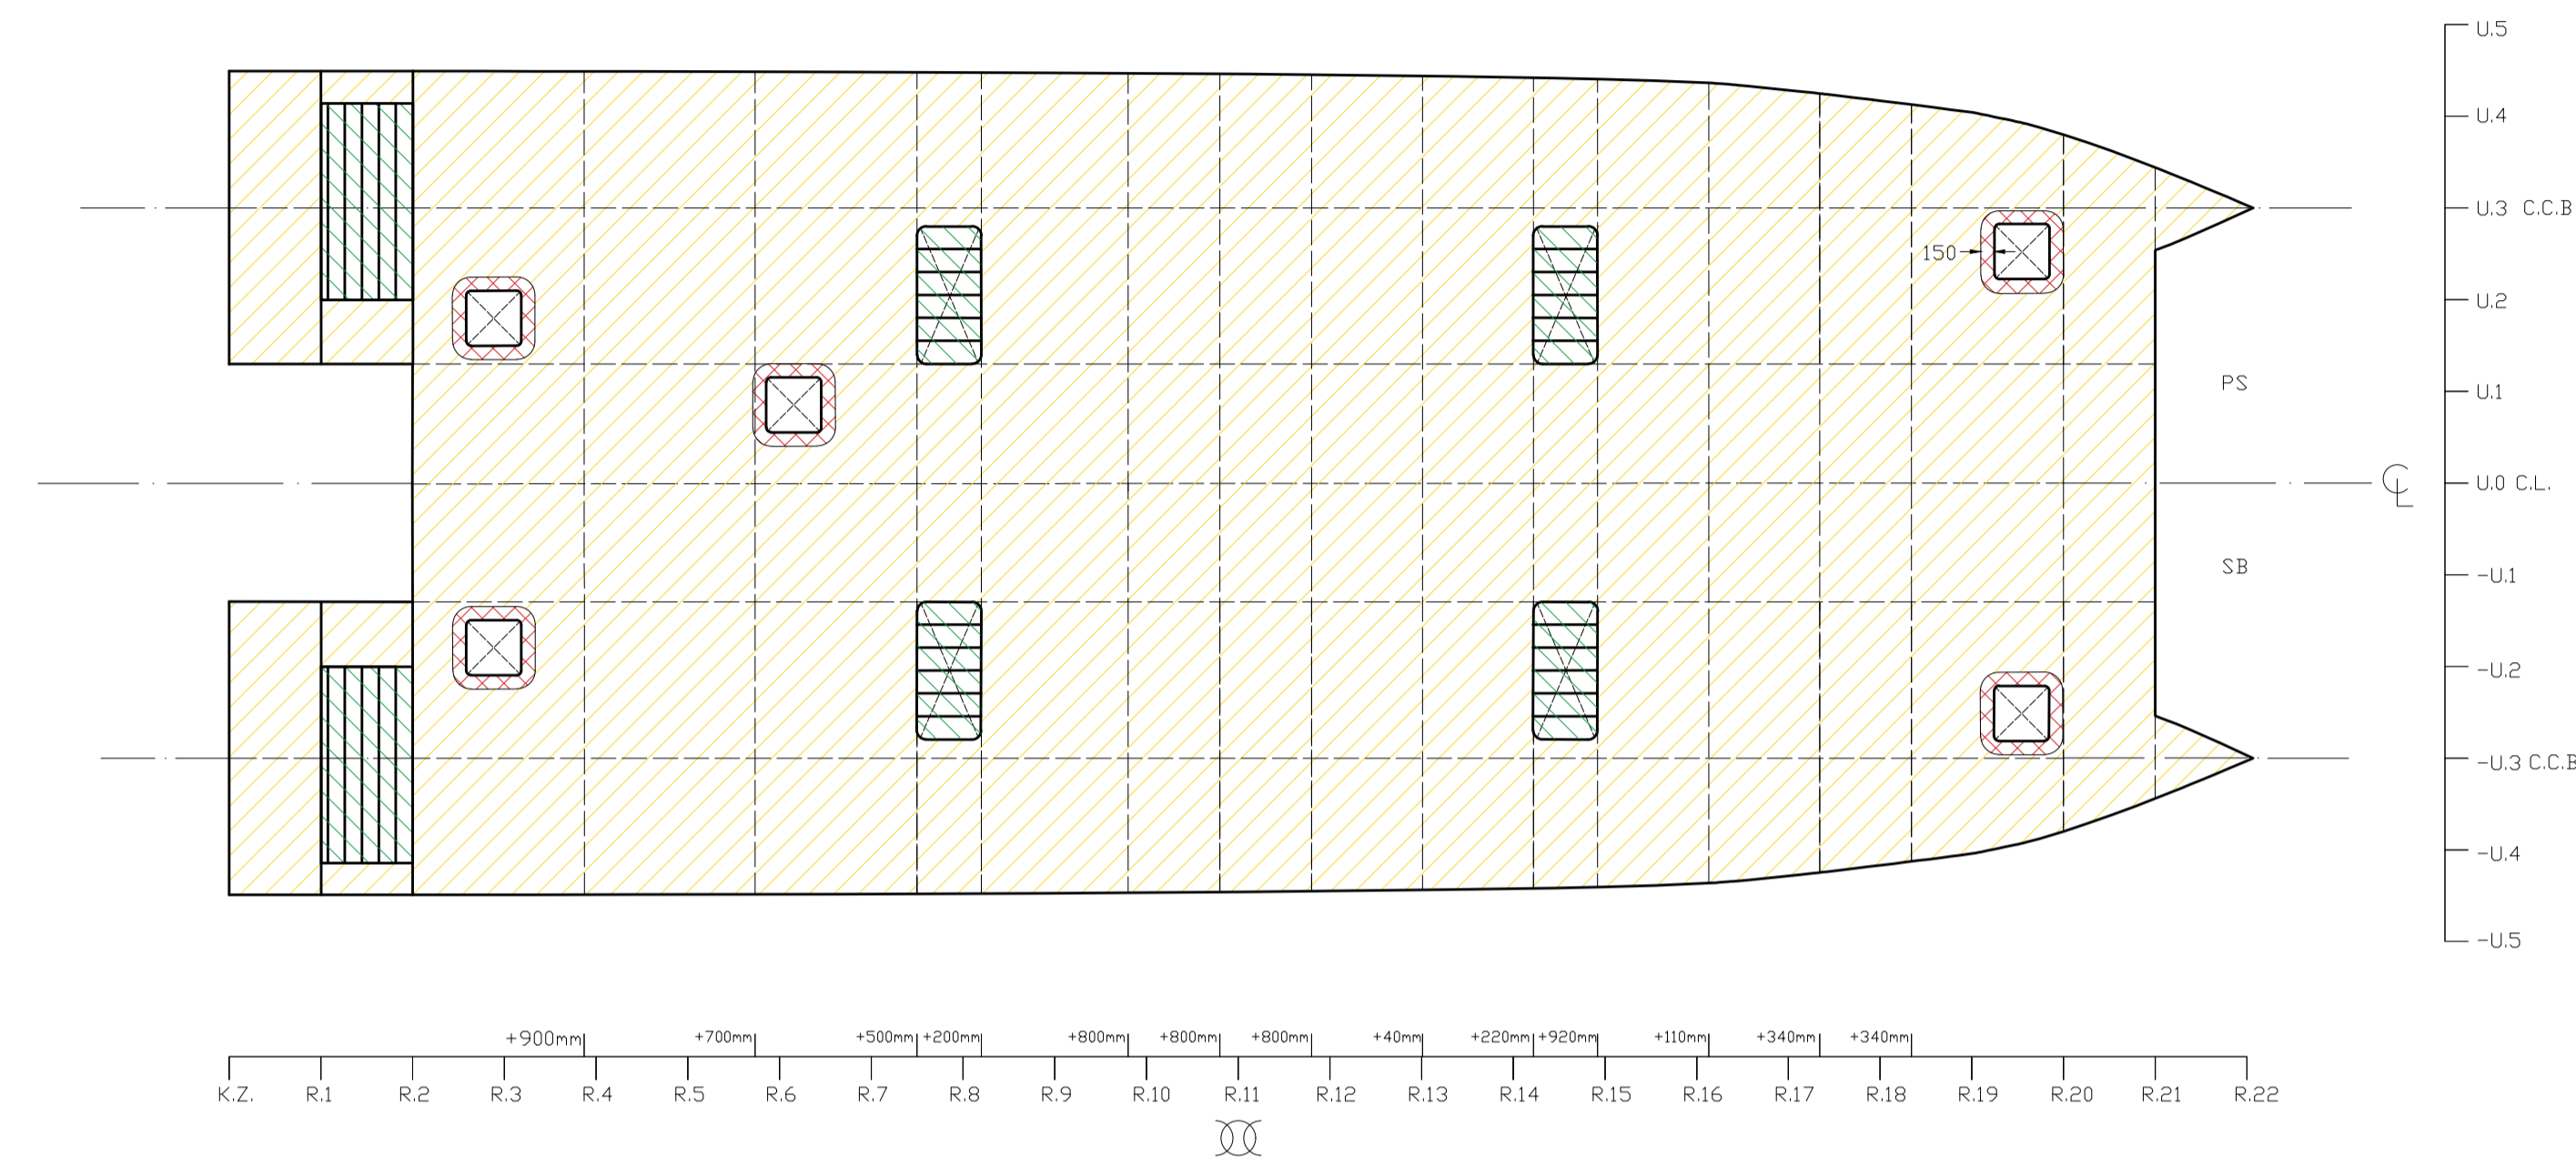 U.5
U.4
U.3 C.C.B
150
U.2
PS
U.1
U.0 C.L.
SB
-U.1
-U.2
-U.3 C.C.B
-U.4
-U.5
+900mm +700mm +500mm +200mm +800mm +800mm +800mm +40mm +220mm +920mm +110mm +340mm +340mm
K.Z. R.1 R.2 R.3 R.4 R.5 R.6 R.7 R.8 R.9 R.10 R.11 R.12 R.13 R.14 R.15 R.16 R.17 R.18 R.19 R.20 R.21 R.22